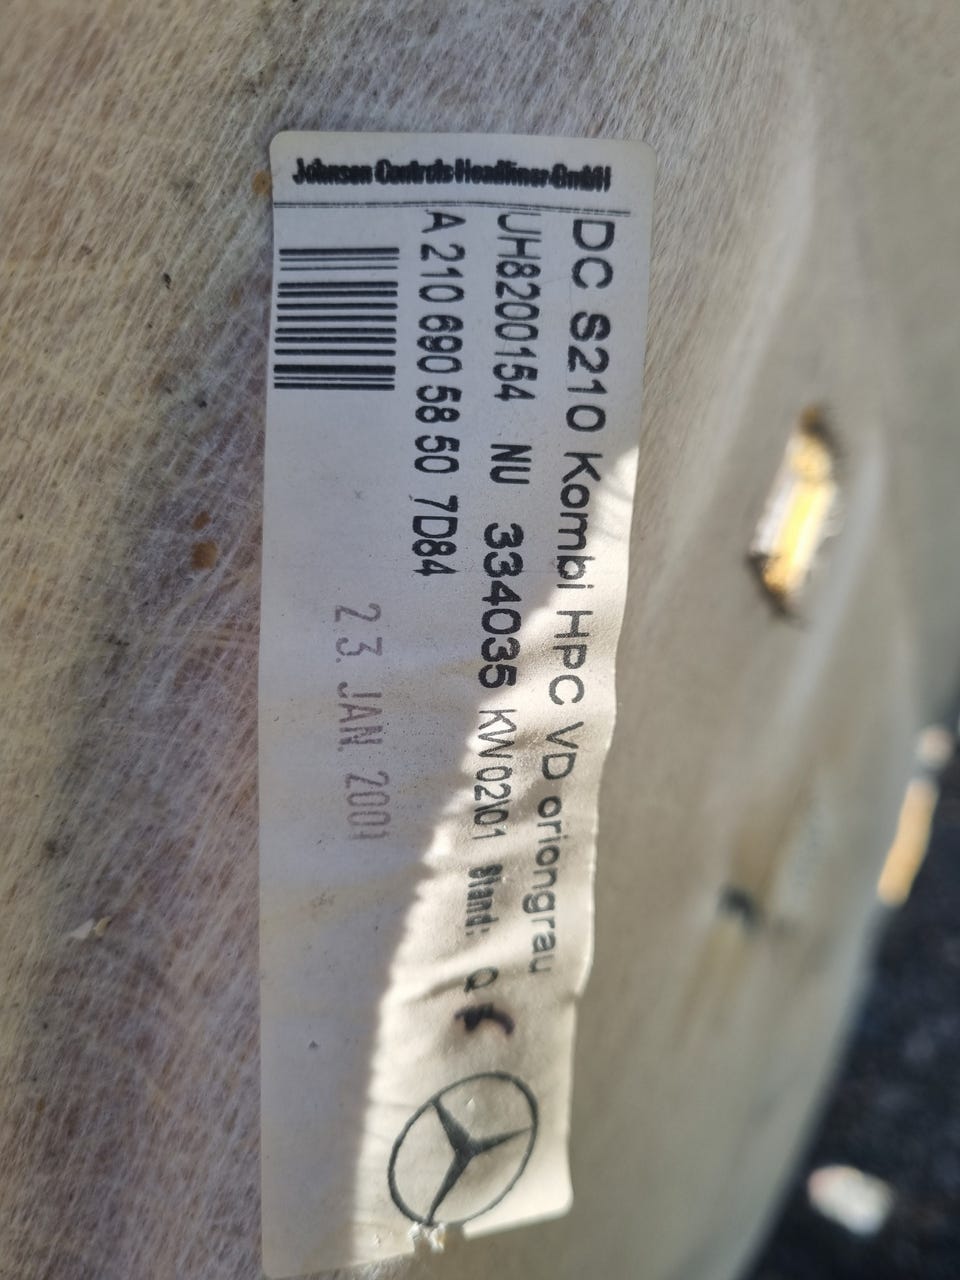 Johnson Controls Headliner GmbH
DC S210 Kombi HPC VD oriongrau
JH8200154 NU 334035 KW02\01 Stand: Q
A 210 690 58 50 7D84
23. JAN. 2001